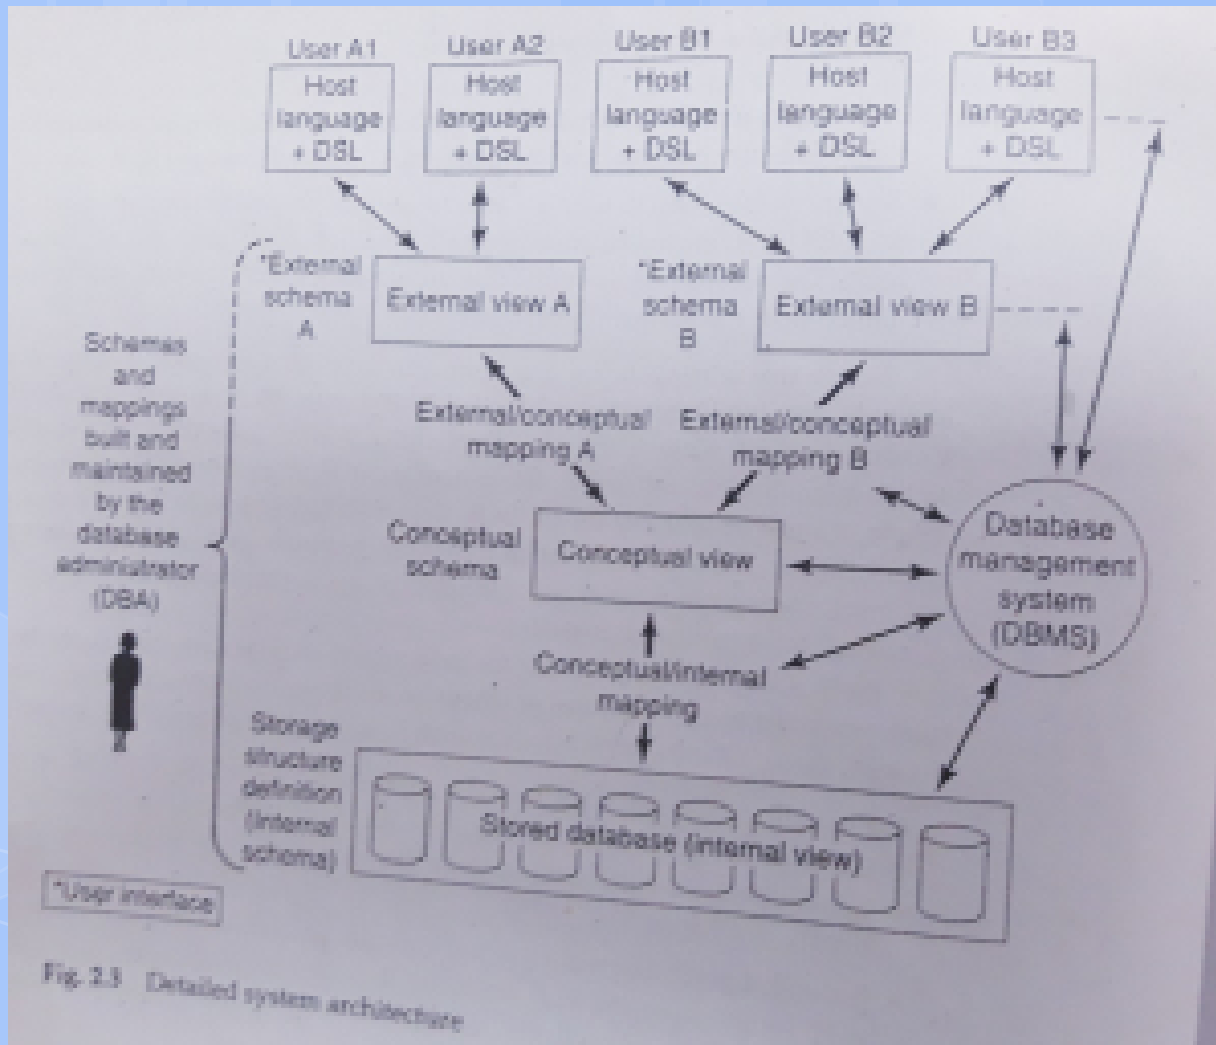 User A1
User A2
User B1
User B2
User B3
Host
language
+ DSL
Host
language
+ DSL
Host
language
+ DSL
Host
language
+ DSL
Host
language
+ DSL
*External
schema
A
External view A
*External
schema
B
External view B
Schemas
and
mappings
built and
maintained
by the
database
administrator
(DBA)
External/conceptual
mapping A
External/conceptual
mapping B
Conceptual
schema
Conceptual view
Database
management
system
(DBMS)
Conceptual/internal
mapping
Storage
structure
definition
(internal
schema)
Stored database (internal view)
*User interface
Fig. 2.3 Detailed system architecture